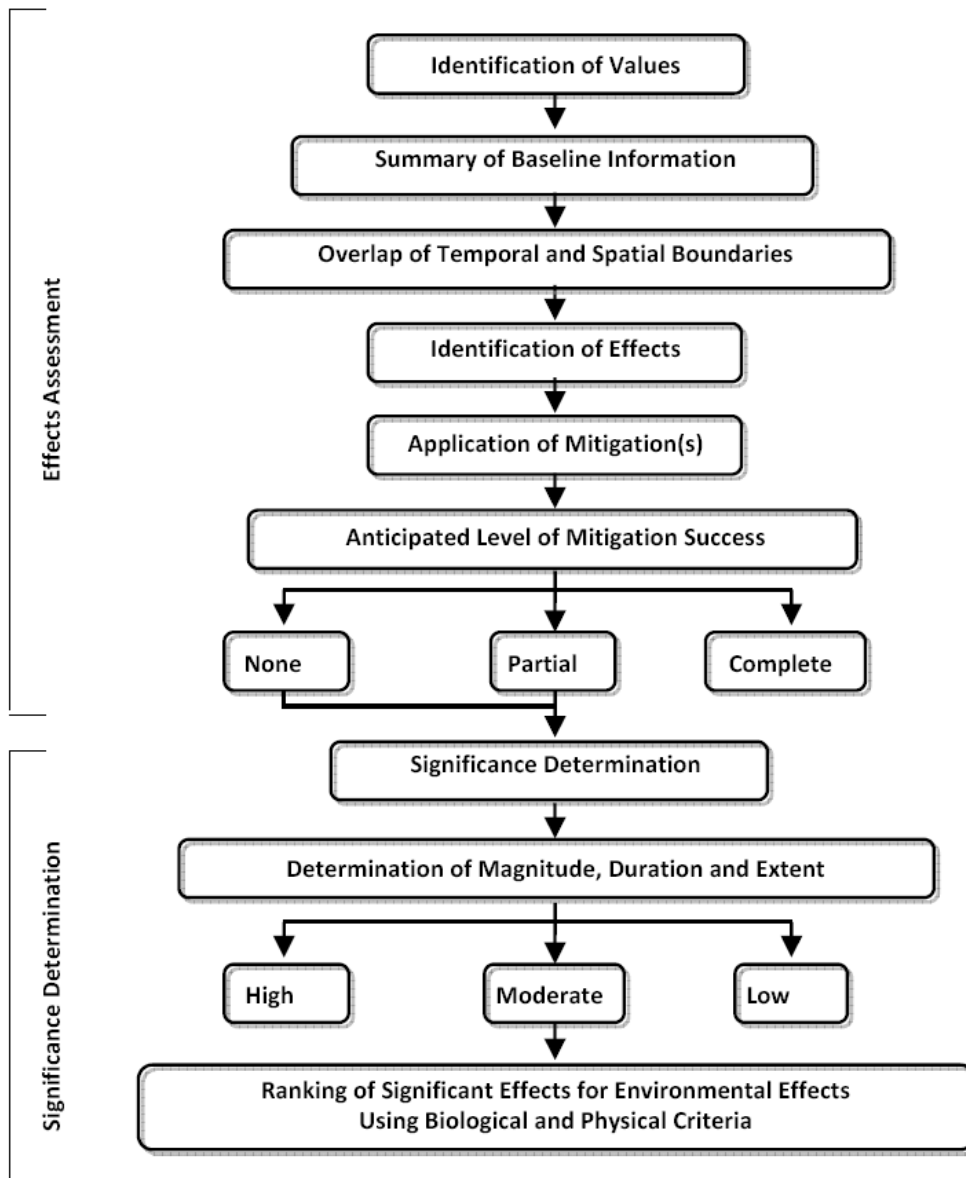 Effects Assessment
Identification of Values
Summary of Baseline Information
Overlap of Temporal and Spatial Boundaries
Identification of Effects
Application of Mitigation(s)
Anticipated Level of Mitigation Success
None
Partial
Complete
Significance Determination
Significance Determination
Determination of Magnitude, Duration and Extent
High
Moderate
Low
Ranking of Significant Effects for Environmental Effects
Using Biological and Physical Criteria